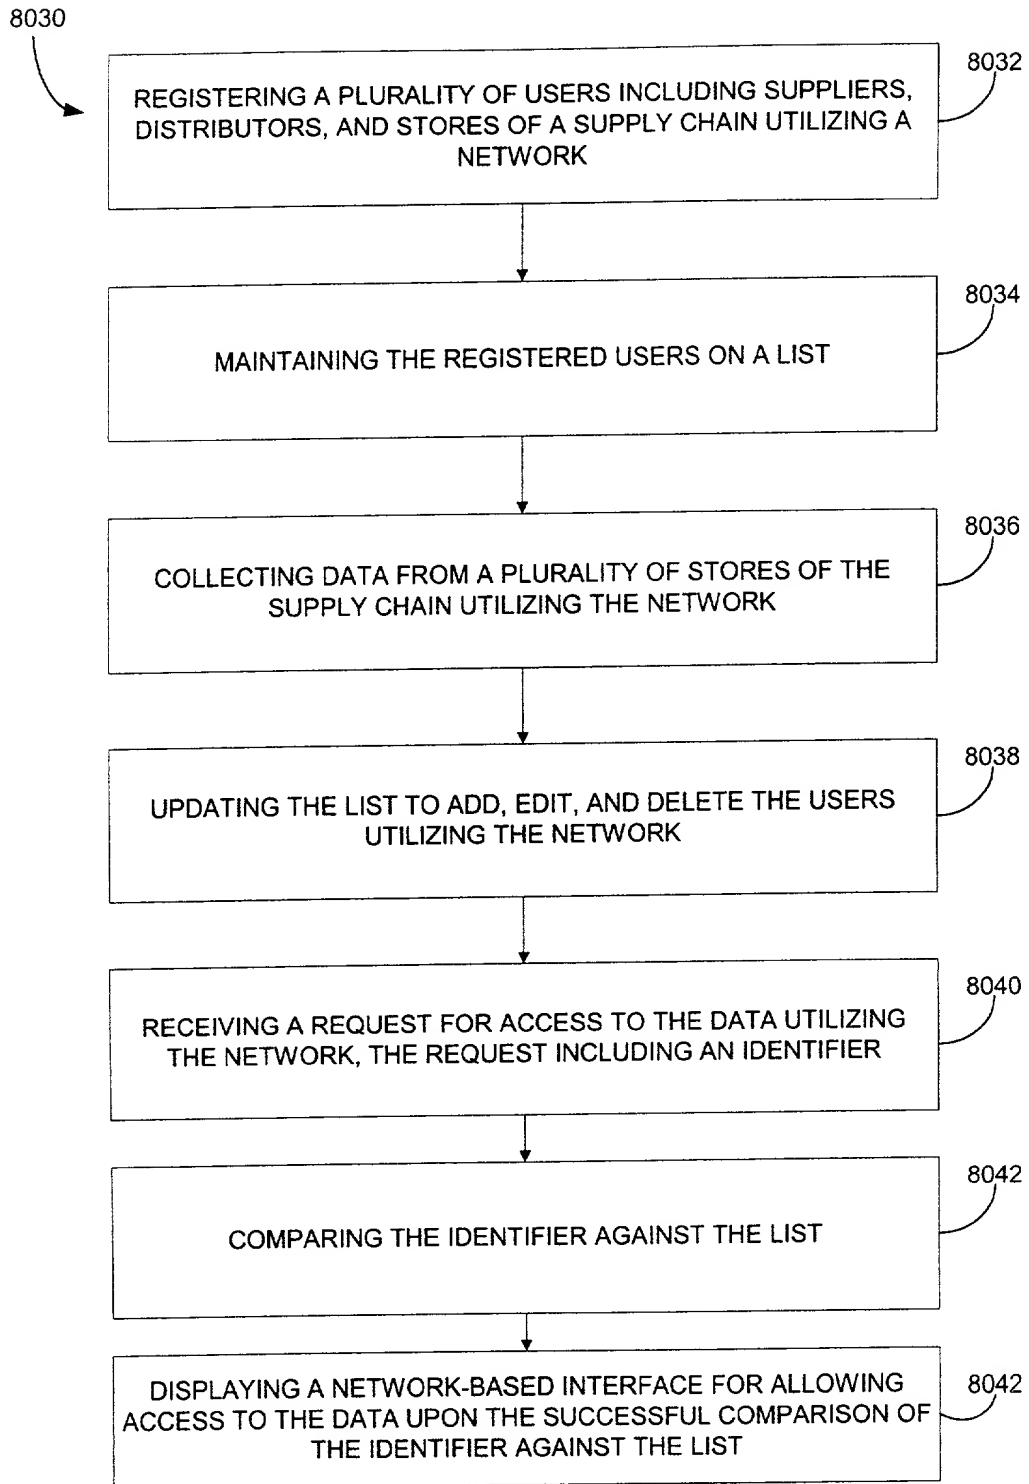 8030
8032
REGISTERING A PLURALITY OF USERS INCLUDING SUPPLIERS,
DISTRIBUTORS, AND STORES OF A SUPPLY CHAIN UTILIZING A
NETWORK
8034
MAINTAINING THE REGISTERED USERS ON A LIST
8036
COLLECTING DATA FROM A PLURALITY OF STORES OF THE
SUPPLY CHAIN UTILIZING THE NETWORK
8038
UPDATING THE LIST TO ADD, EDIT, AND DELETE THE USERS
UTILIZING THE NETWORK
8040
RECEIVING A REQUEST FOR ACCESS TO THE DATA UTILIZING
THE NETWORK, THE REQUEST INCLUDING AN IDENTIFIER
8042
COMPARING THE IDENTIFIER AGAINST THE LIST
8042
DISPLAYING A NETWORK-BASED INTERFACE FOR ALLOWING
ACCESS TO THE DATA UPON THE SUCCESSFUL COMPARISON OF
THE IDENTIFIER AGAINST THE LIST